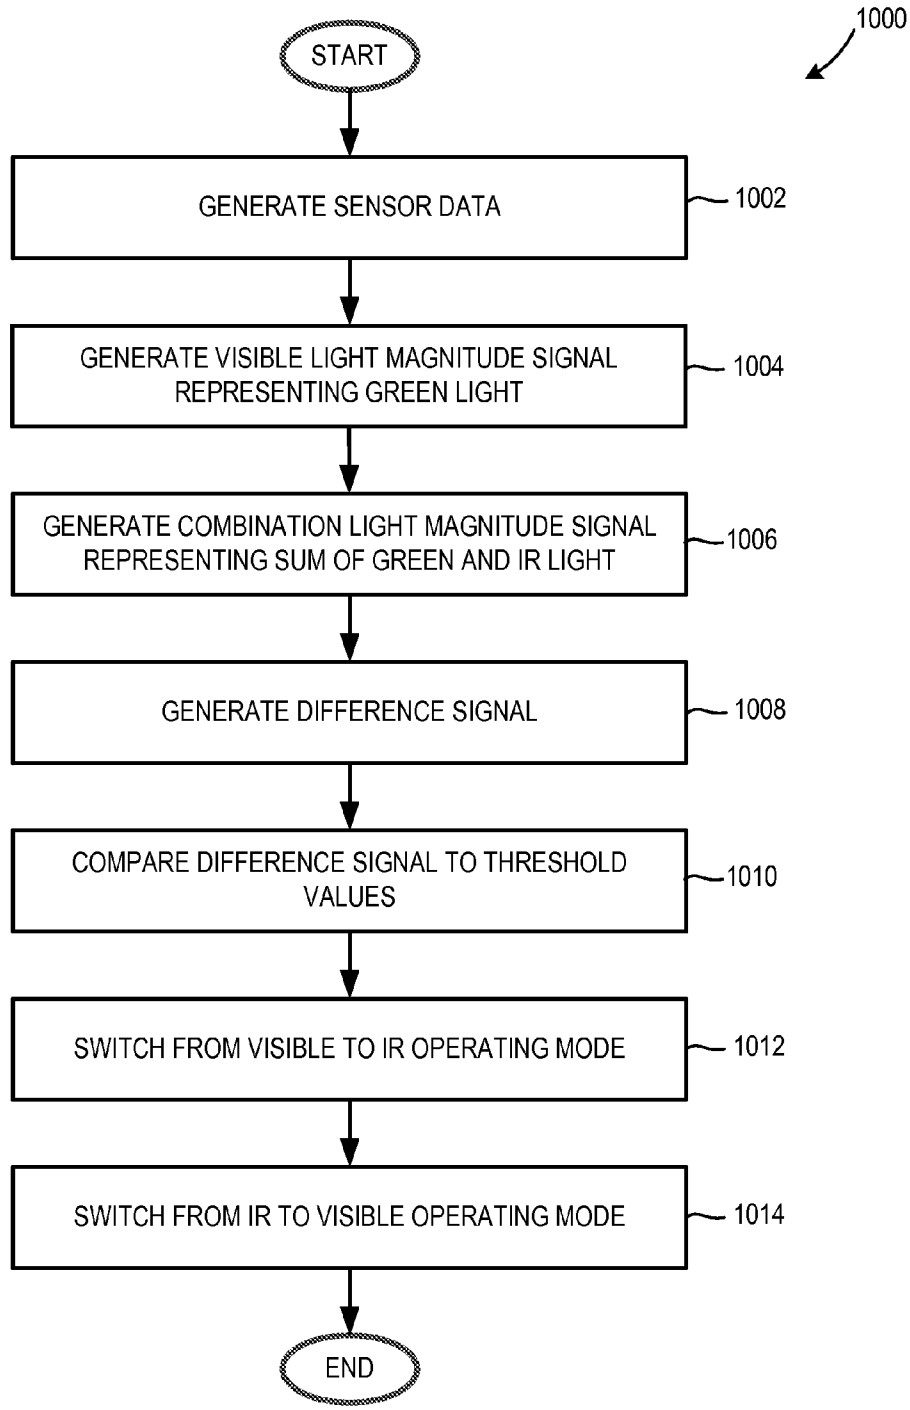 1000
START
GENERATE SENSOR DATA
1002
GENERATE VISIBLE LIGHT MAGNITUDE SIGNAL
REPRESENTING GREEN LIGHT
1004
GENERATE COMBINATION LIGHT MAGNITUDE SIGNAL
REPRESENTING SUM OF GREEN AND IR LIGHT
1006
GENERATE DIFFERENCE SIGNAL
1008
COMPARE DIFFERENCE SIGNAL TO THRESHOLD
VALUES
1010
SWITCH FROM VISIBLE TO IR OPERATING MODE
1012
SWITCH FROM IR TO VISIBLE OPERATING MODE
1014
END